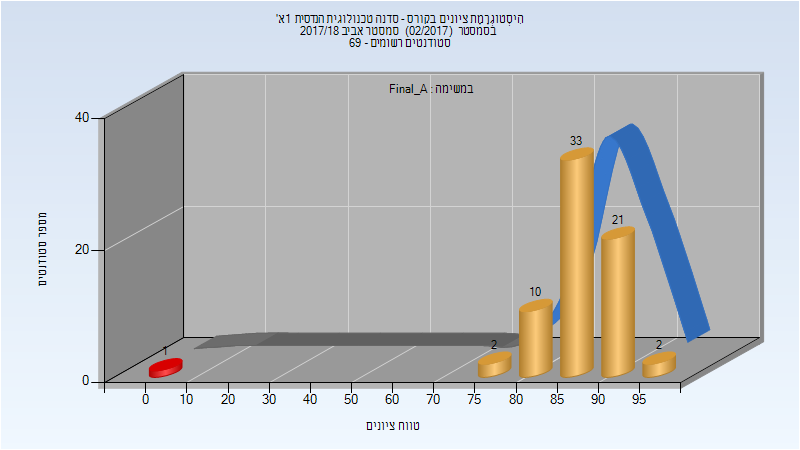 היסטוגרמת ציונים בקורס - סדנה טכנולוגית הנדסית 1א'
בסמסטר (02/2017) סמסטר אביב 2017/18
סטודנטים רשומים - 69
במשימה : Final_A
מספר סטודנטים
40
20
0
1
2
10
33
21
2
0 10 20 30 40 50 60 70 75 80 85 90 95
טווח ציונים